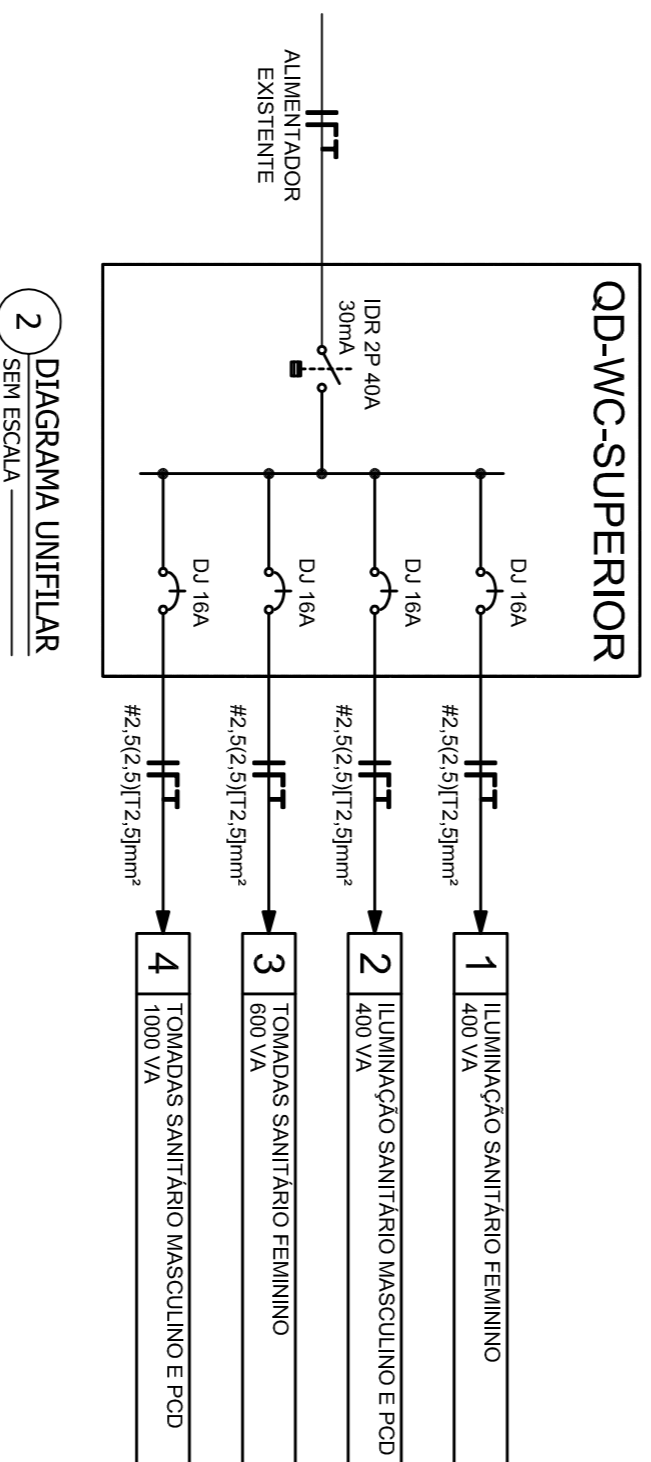 QD-WC-SUPERIOR
ALIMENTADOR
EXISTENTE
IDR 2P 40A
30mA
DJ 16A
#2,5(2,5)[T2,5]mm²
1
ILUMINAÇÃO SANITÁRIO FEMININO
400 VA
DJ 16A
#2,5(2,5)[T2,5]mm²
2
ILUMINAÇÃO SANITÁRIO MASCULINO E PCD
400 VA
DJ 16A
#2,5(2,5)[T2,5]mm²
3
TOMADAS SANITÁRIO FEMININO
600 VA
DJ 16A
#2,5(2,5)[T2,5]mm²
4
TOMADAS SANITÁRIO MASCULINO E PCD
1000 VA
2
DIAGRAMA UNIFILAR
SEM ESCALA